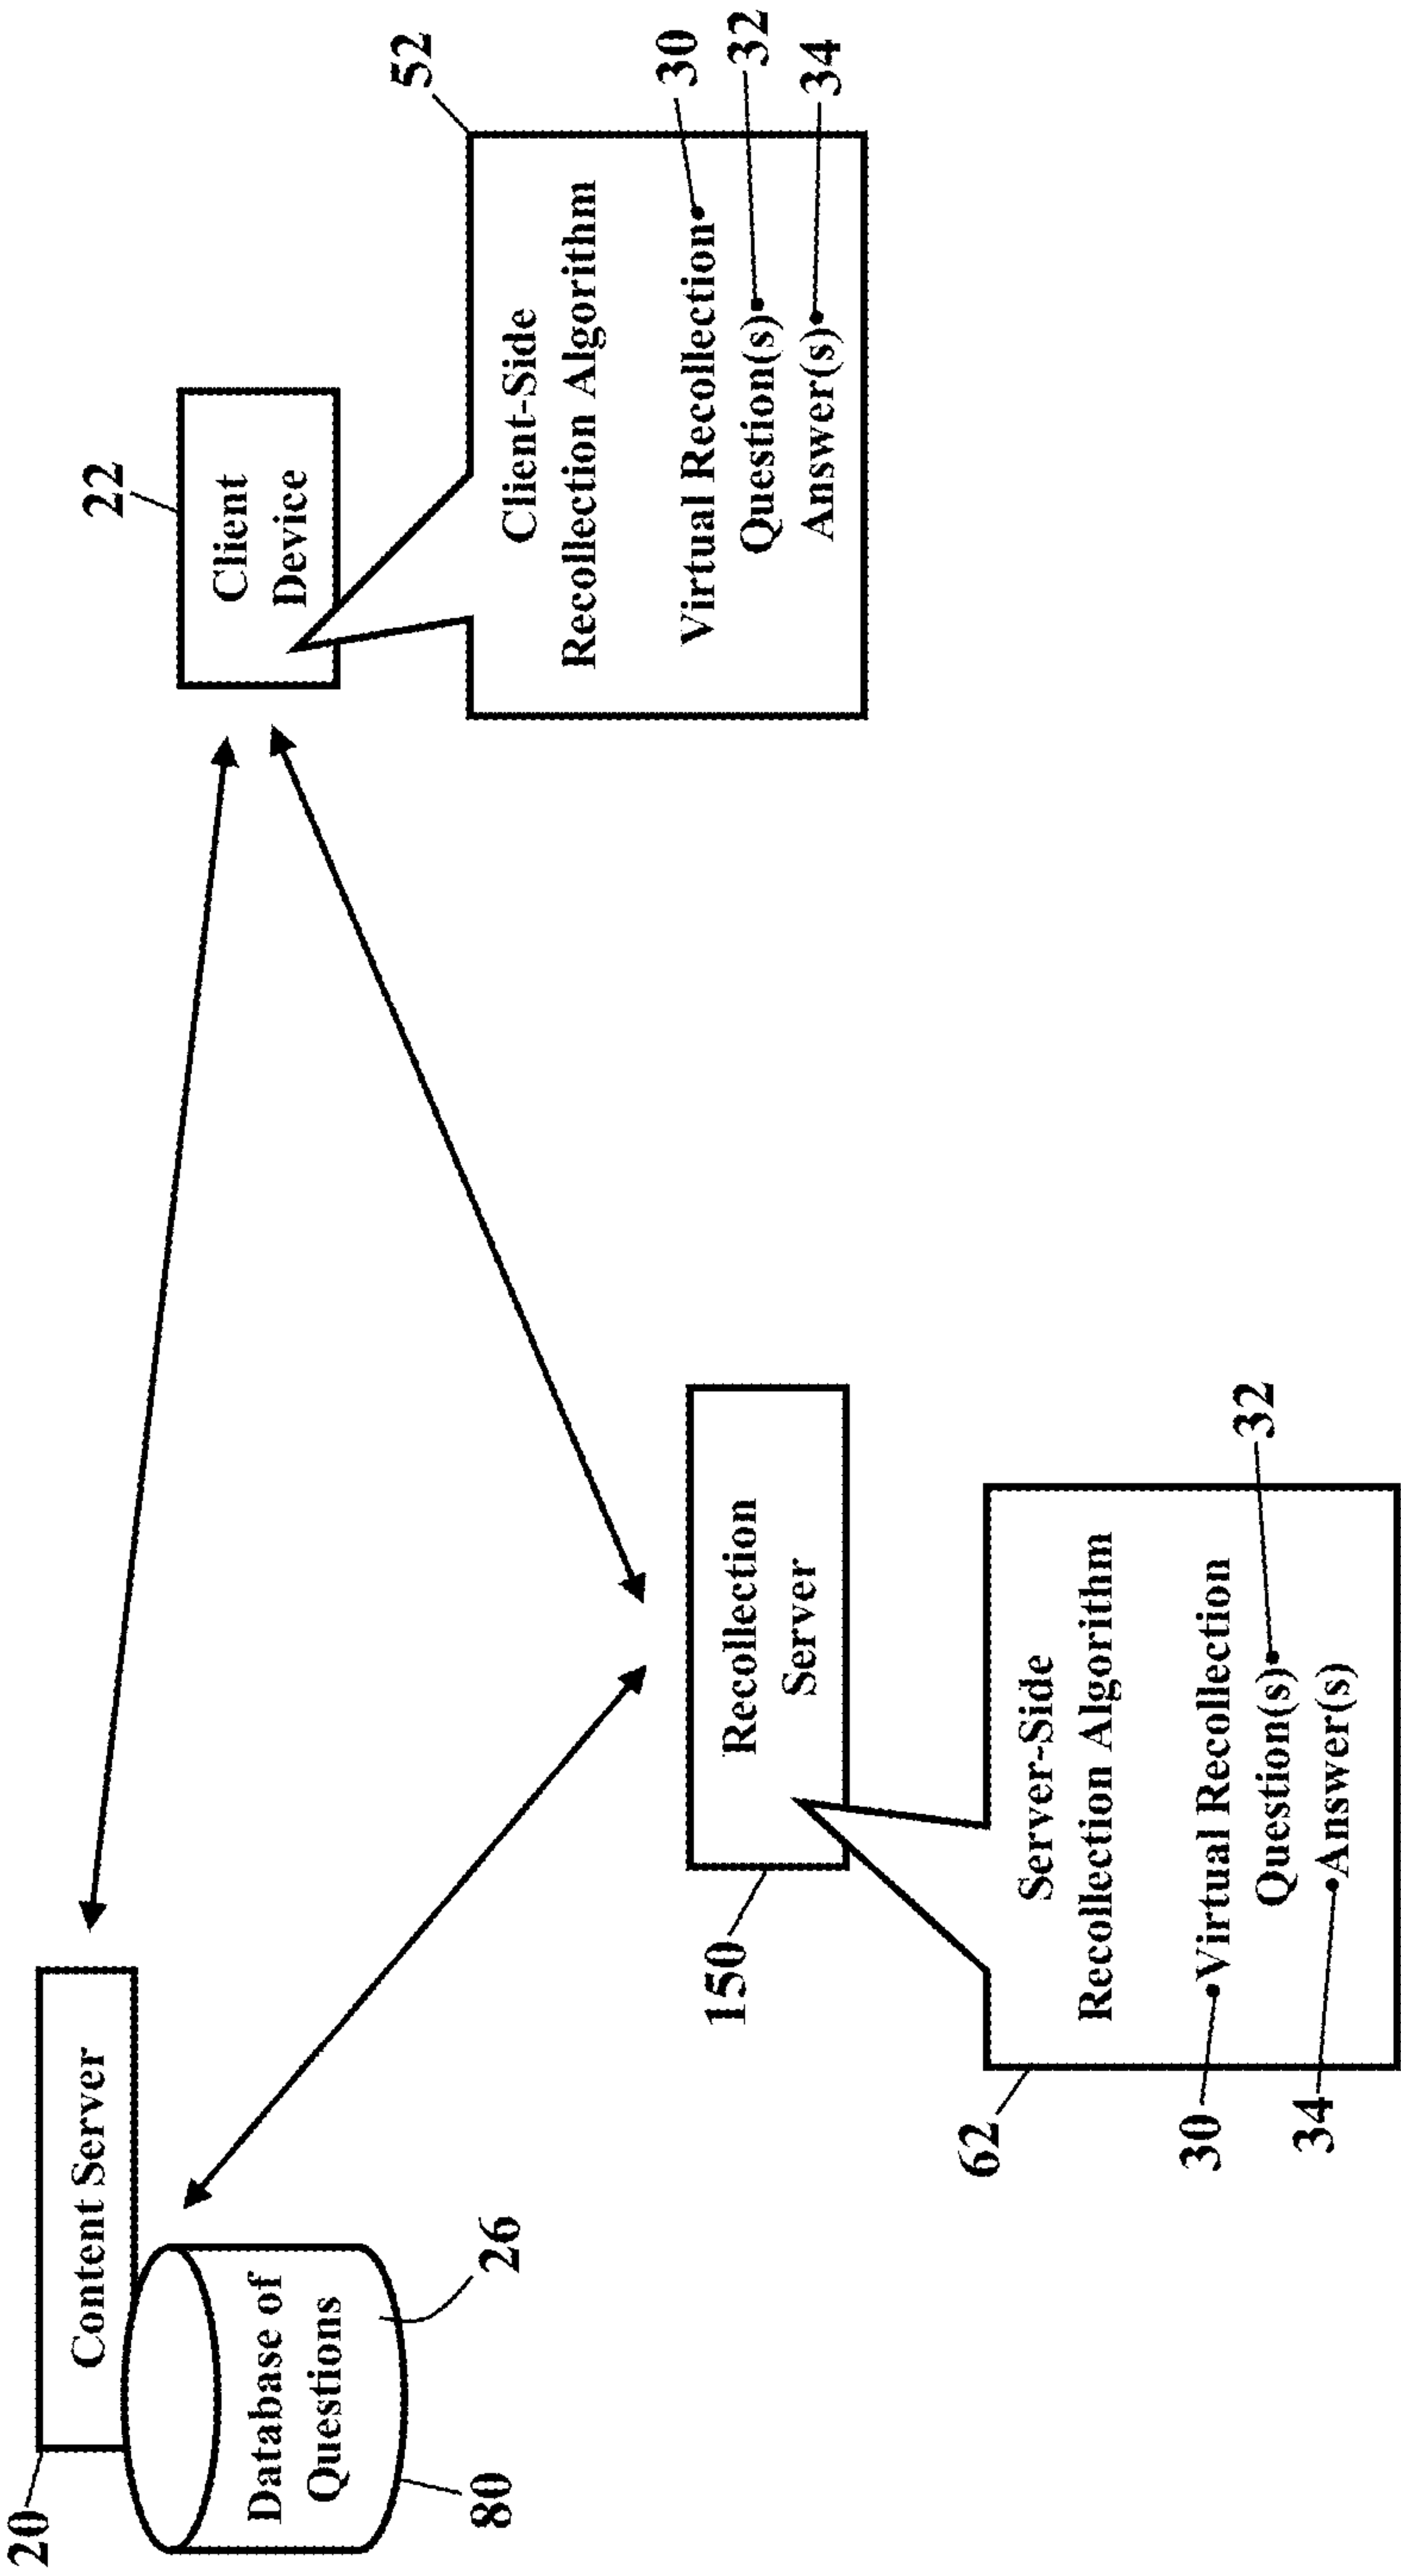 20
Content Server
Database of
Questions
80
26
22
Client
Device
52
Client-Side
Recollection Algorithm
Virtual Recollection
30
Question(s)
32
Answer(s)
34
150
Recollection
Server
62
Server-Side
Recollection Algorithm
30
Virtual Recollection
Question(s)
32
34
Answer(s)